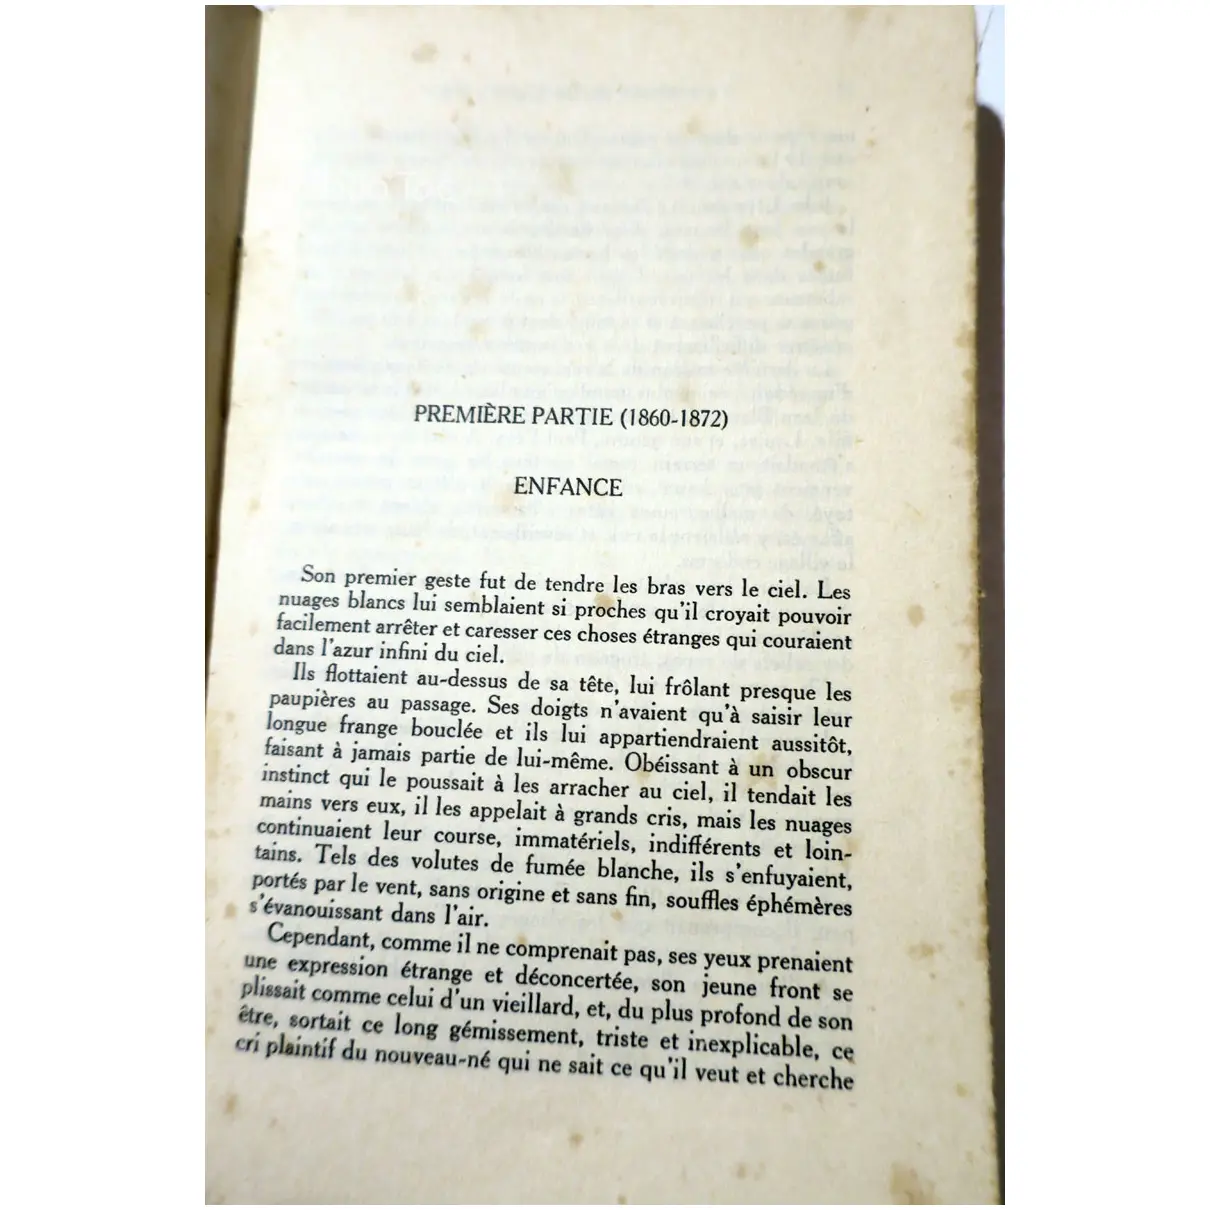 PREMIÈRE PARTIE (1860-1872)
ENFANCE
Son premier geste fut de tendre les bras vers le ciel. Les
nuages blancs lui semblaient si proches qu'il croyait pouvoir
facilement arrêter et caresser ces choses étranges qui couraient
dans l'azur infini du ciel.
Ils flottaient au-dessus de sa tête, lui frôlant presque les
paupières au passage. Ses doigts n'avaient qu'à saisir leur
longue frange bouclée et ils lui appartiendraient aussitôt,
faisant à jamais partie de lui-même. Obéissant à un obscur
instinct qui le poussait à les arracher au ciel, il tendait les
mains vers eux, il les appelait à grands cris, mais les nuages
continuaient leur course, immatériels, indifférents et loin-
tains. Tels des volutes de fumée blanche, ils s'enfuyaient,
portés par le vent, sans origine et sans fin, souffles éphémères
s'évanouissant dans l'air.
Cependant, comme il ne comprenait pas, ses yeux prenaient
une expression étrange et déconcertée, son jeune front se
plissait comme celui d'un vieillard, et, du plus profond de son
être, sortait ce long gémissement, triste et inexplicable, ce
cri plaintif du nouveau-né qui ne sait ce qu'il veut et cherche